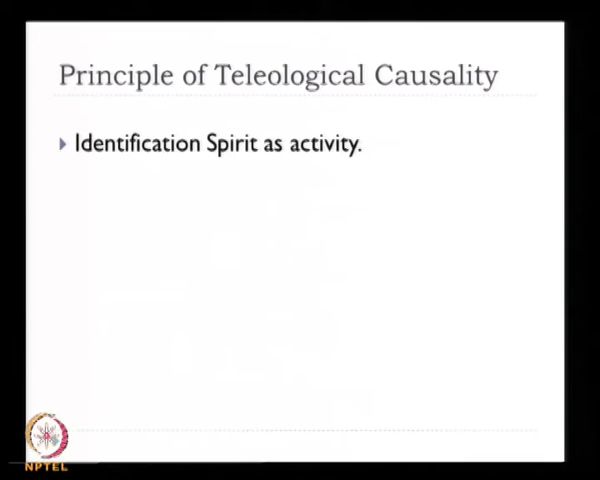 Principle of Teleological Causality
Identification Spirit as activity.
NPTEL